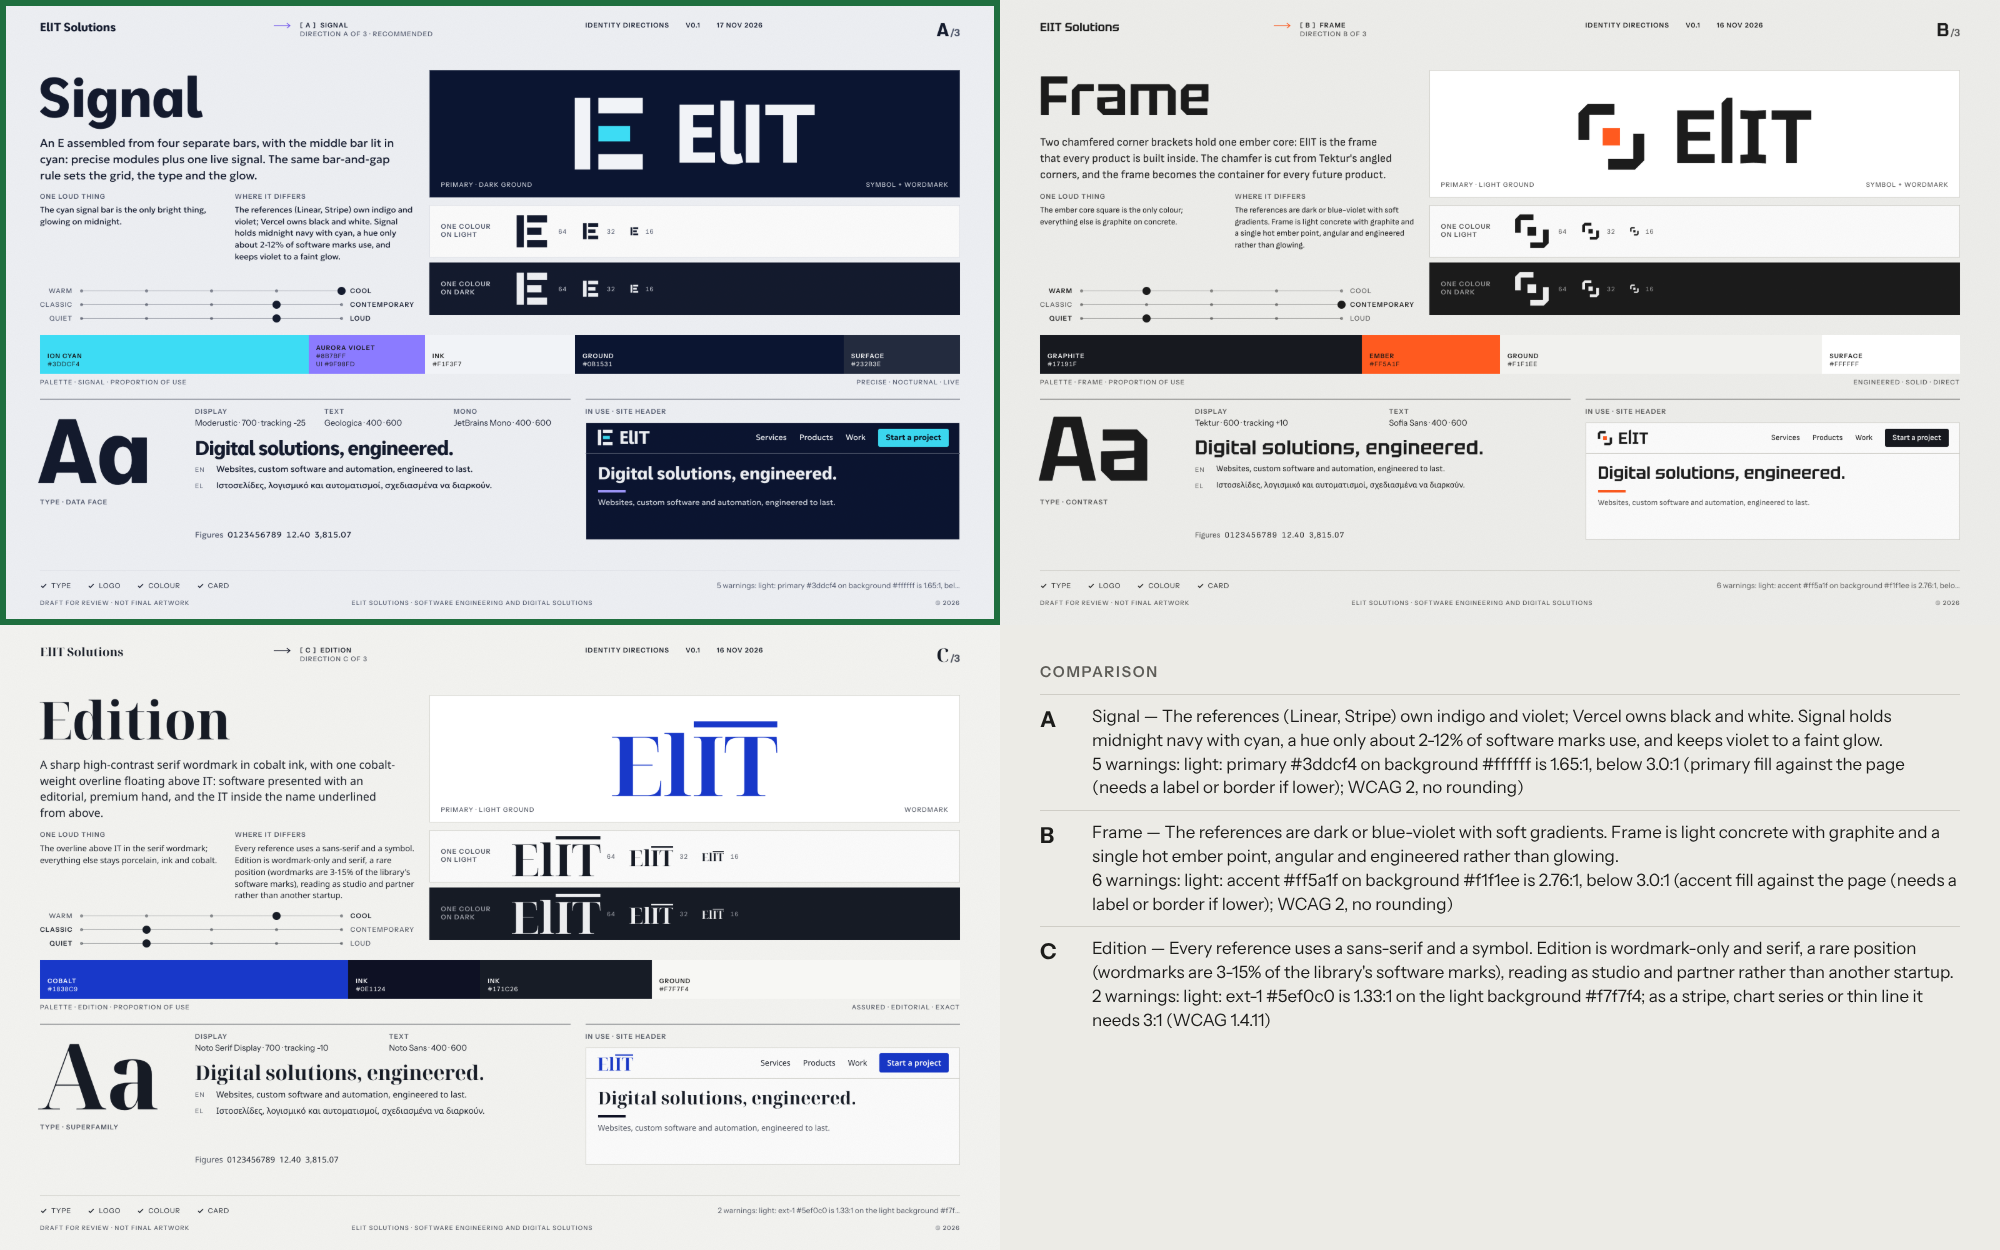 ElIT Solutions
[ A ] SIGNAL
DIRECTION A OF 3 · RECOMMENDED
IDENTITY DIRECTIONS V0.1 17 NOV 2026
A/3
Signal
An E assembled from four separate bars, with the middle bar lit in
cyan: precise modules plus one live signal. The same bar-and-gap
rule sets the grid, the type and the glow.
ONE LOUD THING
The cyan signal bar is the only bright thing,
glowing on midnight.
WHERE IT DIFFERS
The references (Linear, Stripe) own indigo and
violet; Vercel owns black and white. Signal
holds midnight navy with cyan, a hue only
about 2-12% of software marks use, and
keeps violet to a faint glow.
WARM COOL
CLASSIC CONTEMPORARY
QUIET LOUD
E ElIT
PRIMARY · DARK GROUND SYMBOL + WORDMARK
ONE COLOUR
ON LIGHT
E 64 E 32 E 16
ONE COLOUR
ON DARK
E 64 E 32 E 16
ION CYAN
#3DDCF4
AURORA VIOLET
INK
#F1F3F7
GROUND
#0B1531
SURFACE
#23283E
PALETTE · SIGNAL · PROPORTION OF USE PRECISE · NOCTURNAL · LIVE
Aa
TYPE · DATA FACE
DISPLAY TEXT MONO
Moderustic · 700 · tracking -25 Geologica · 400 · 600 JetBrains Mono · 400 · 600
Digital solutions, engineered.
EN Websites, custom software and automation, engineered to last.
EL Ιστοσελίδες, λογισμικό και αυτοματισμοί, σχεδιασμένα να διαρκούν.
Figures 0123456789 12.40 3,815.07
IN USE · SITE HEADER
ElIT Services Products Work Start a project
Digital solutions, engineered.
Websites, custom software and automation, engineered to last.
✓ TYPE ✓ LOGO ✓ COLOUR ✓ CARD
5 warnings: light: primary #3ddcf4 on background #ffffff is 1.65:1, bel...
DRAFT FOR REVIEW · NOT FINAL ARTWORK ELIT SOLUTIONS · SOFTWARE ENGINEERING AND DIGITAL SOLUTIONS © 2026
ElIT Solutions
[ B ] FRAME
DIRECTION B OF 3
IDENTITY DIRECTIONS V0.1 16 NOV 2026
B/3
Frame
Two chamfered corner brackets hold one ember core: ElIT is the frame
that every product is built inside. The chamfer is cut from Tektur's angled
corners, and the frame becomes the container for every future product.
ONE LOUD THING
The ember core square is the only colour;
everything else is graphite on concrete.
WHERE IT DIFFERS
The references are dark or blue-violet with soft
gradients. Frame is light concrete with graphite and
a single hot ember point, angular and engineered
rather than glowing.
WARM COOL
CLASSIC CONTEMPORARY
QUIET LOUD
ElIT
PRIMARY · LIGHT GROUND SYMBOL + WORDMARK
ONE COLOUR
ON LIGHT
64 32 16
ONE COLOUR
ON DARK
64 32 16
GRAPHITE
#17191F
EMBER
#FF5A1F
GROUND
#F1F1EE
SURFACE
#FFFFFF
PALETTE · FRAME · PROPORTION OF USE ENGINEERED · SOLID · DIRECT
Aa
TYPE · CONTRAST
DISPLAY TEXT
Tektur · 600 · tracking +10 Sofia Sans · 400 · 600
Digital solutions, engineered.
EN Websites, custom software and automation, engineered to last.
EL Ιστοσελίδες, λογισμικό και αυτοματισμοί, σχεδιασμένα να διαρκούν.
Figures 0123456789 12.40 3,815.07
IN USE · SITE HEADER
ElIT Services Products Work Start a project
Digital solutions, engineered.
Websites, custom software and automation, engineered to last.
✓ TYPE ✓ LOGO ✓ COLOUR ✓ CARD
6 warnings: light: accent #ff5a1f on background #f1f1ee is 2.76:1, belo...
DRAFT FOR REVIEW · NOT FINAL ARTWORK ELIT SOLUTIONS · SOFTWARE ENGINEERING AND DIGITAL SOLUTIONS © 2026
ElIT Solutions
[ C ] EDITION
DIRECTION C OF 3
IDENTITY DIRECTIONS V0.1 16 NOV 2026
C/3
Edition
A sharp high-contrast serif wordmark in cobalt ink, with one cobalt-
weight overline floating above IT: software presented with an
editorial, premium hand, and the IT inside the name underlined
from above.
ONE LOUD THING
The overline above IT in the serif wordmark;
everything else stays porcelain, ink and cobalt.
WHERE IT DIFFERS
Every reference uses a sans-serif and a symbol.
Edition is wordmark-only and serif, a rare
position (wordmarks are 3-15% of the library's
software marks), reading as studio and partner
rather than another startup.
WARM COOL
CLASSIC CONTEMPORARY
QUIET LOUD
ElIT
PRIMARY · LIGHT GROUND WORDMARK
ONE COLOUR
ON LIGHT
ElIT 64 ElIT 32 ElIT 16
ONE COLOUR
ON DARK
ElIT 64 ElIT 32 ElIT 16
COBALT
#1838C9
INK
#0E1124
INK
#171C26
GROUND
#F7F7F4
PALETTE · EDITION · PROPORTION OF USE ASSURED · EDITORIAL · EXACT
Aa
TYPE · SUPERFAMILY
DISPLAY TEXT
Noto Serif Display · 700 · tracking -10 Noto Sans · 400 · 600
Digital solutions, engineered.
EN Websites, custom software and automation, engineered to last.
EL Ιστοσελίδες, λογισμικό και αυτοματισμοί, σχεδιασμένα να διαρκούν.
Figures 0123456789 12.40 3,815.07
IN USE · SITE HEADER
ElIT Services Products Work Start a project
Digital solutions, engineered.
Websites, custom software and automation, engineered to last.
✓ TYPE ✓ LOGO ✓ COLOUR ✓ CARD
2 warnings: light: ext-1 #5ef0c0 is 1.33:1 on the light background #f7f...
DRAFT FOR REVIEW · NOT FINAL ARTWORK ELIT SOLUTIONS · SOFTWARE ENGINEERING AND DIGITAL SOLUTIONS © 2026
COMPARISON
A Signal — The references (Linear, Stripe) own indigo and violet; Vercel owns black and white. Signal holds
midnight navy with cyan, a hue only about 2-12% of software marks use, and keeps violet to a faint glow.
5 warnings: light: primary #3ddcf4 on background #ffffff is 1.65:1, below 3.0:1 (primary fill against the page
(needs a label or border if lower); WCAG 2, no rounding)
B Frame — The references are dark or blue-violet with soft gradients. Frame is light concrete with graphite and a
single hot ember point, angular and engineered rather than glowing.
6 warnings: light: accent #ff5a1f on background #f1f1ee is 2.76:1, below 3.0:1 (accent fill against the page (needs a
label or border if lower); WCAG 2, no rounding)
C Edition — Every reference uses a sans-serif and a symbol. Edition is wordmark-only and serif, a rare position
(wordmarks are 3-15% of the library's software marks), reading as studio and partner rather than another startup.
2 warnings: light: ext-1 #5ef0c0 is 1.33:1 on the light background #f7f7f4; as a stripe, chart series or thin line it
needs 3:1 (WCAG 1.4.11)